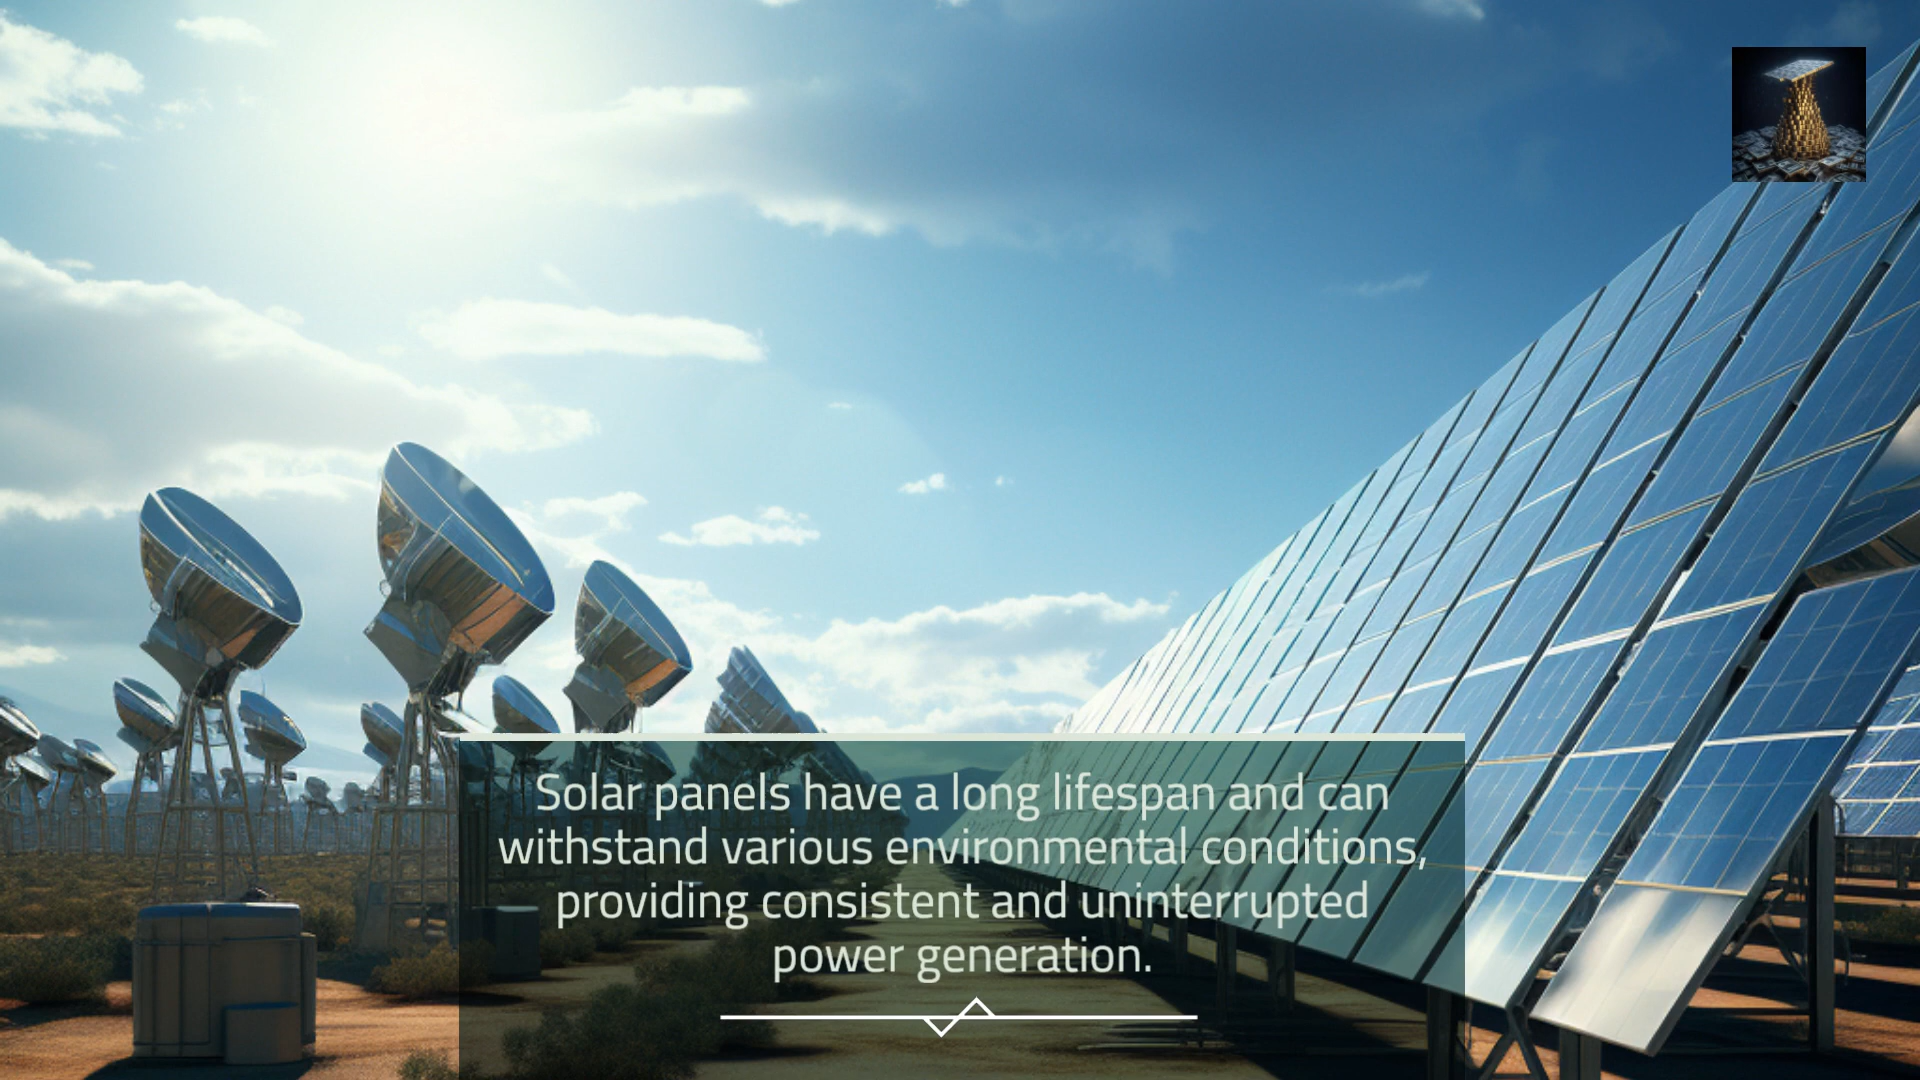 Solar panels have a long lifespan and can
withstand various environmental conditions,
providing consistent and uninterrupted
power generation.